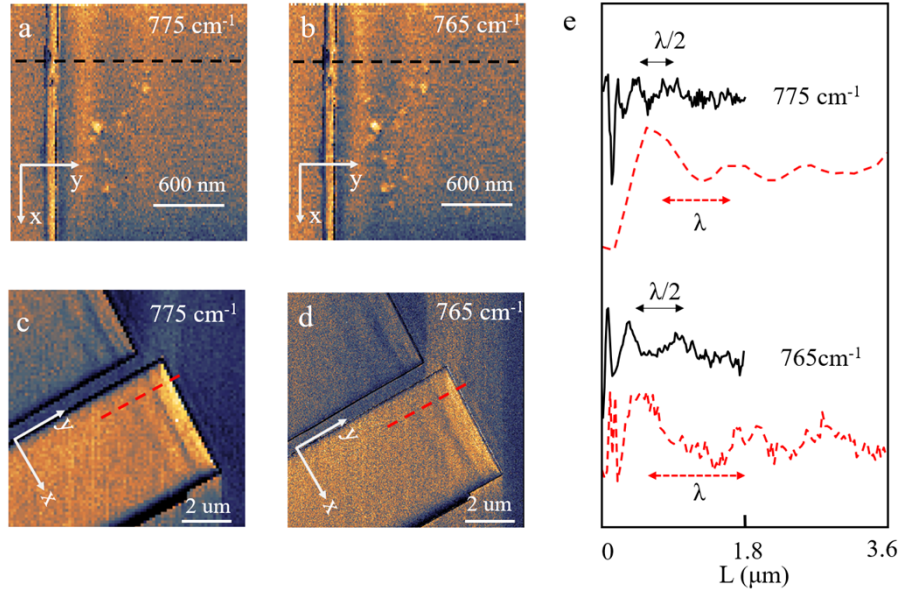 a
775 cm⁻¹
y
x
600 nm
b
765 cm⁻¹
y
x
600 nm
c
775 cm⁻¹
y
x
2 um
d
765 cm⁻¹
y
x
2 um
e
λ/2
775 cm⁻¹
λ
λ/2
765cm⁻¹
λ
0
1.8
3.6
L (μm)